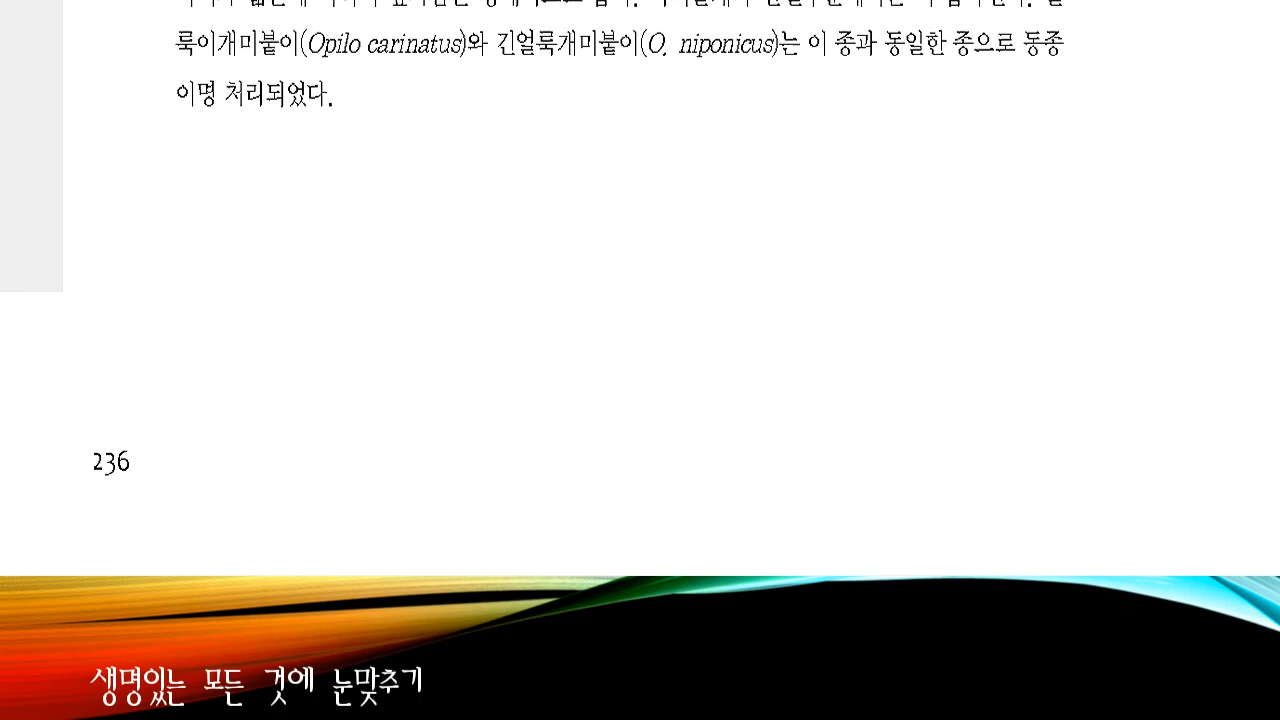 룩이개미붙이(Opilo carinatus)와 긴얼룩개미붙이(O. niponicus)는 이 종과 동일한 종으로 동종
이명 처리되었다.
236
생명있는 모든 것에 눈맞추기